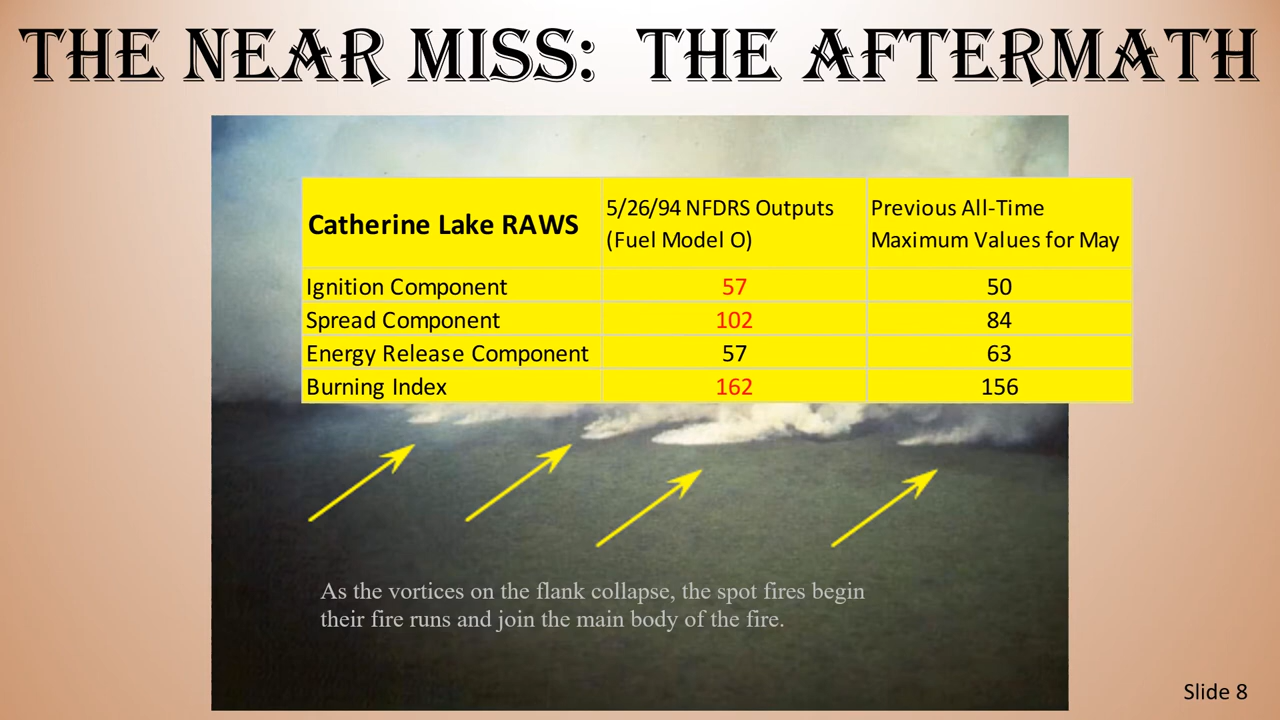 THE NEAR MISS: THE AFTERMATH
Catherine Lake RAWS
5/26/94 NFDRS Outputs
(Fuel Model O)
Previous All-Time
Maximum Values for May
Ignition Component 57 50
Spread Component 102 84
Energy Release Component 57 63
Burning Index 162 156
As the vortices on the flank collapse, the spot fires begin
their fire runs and join the main body of the fire.
Slide 8